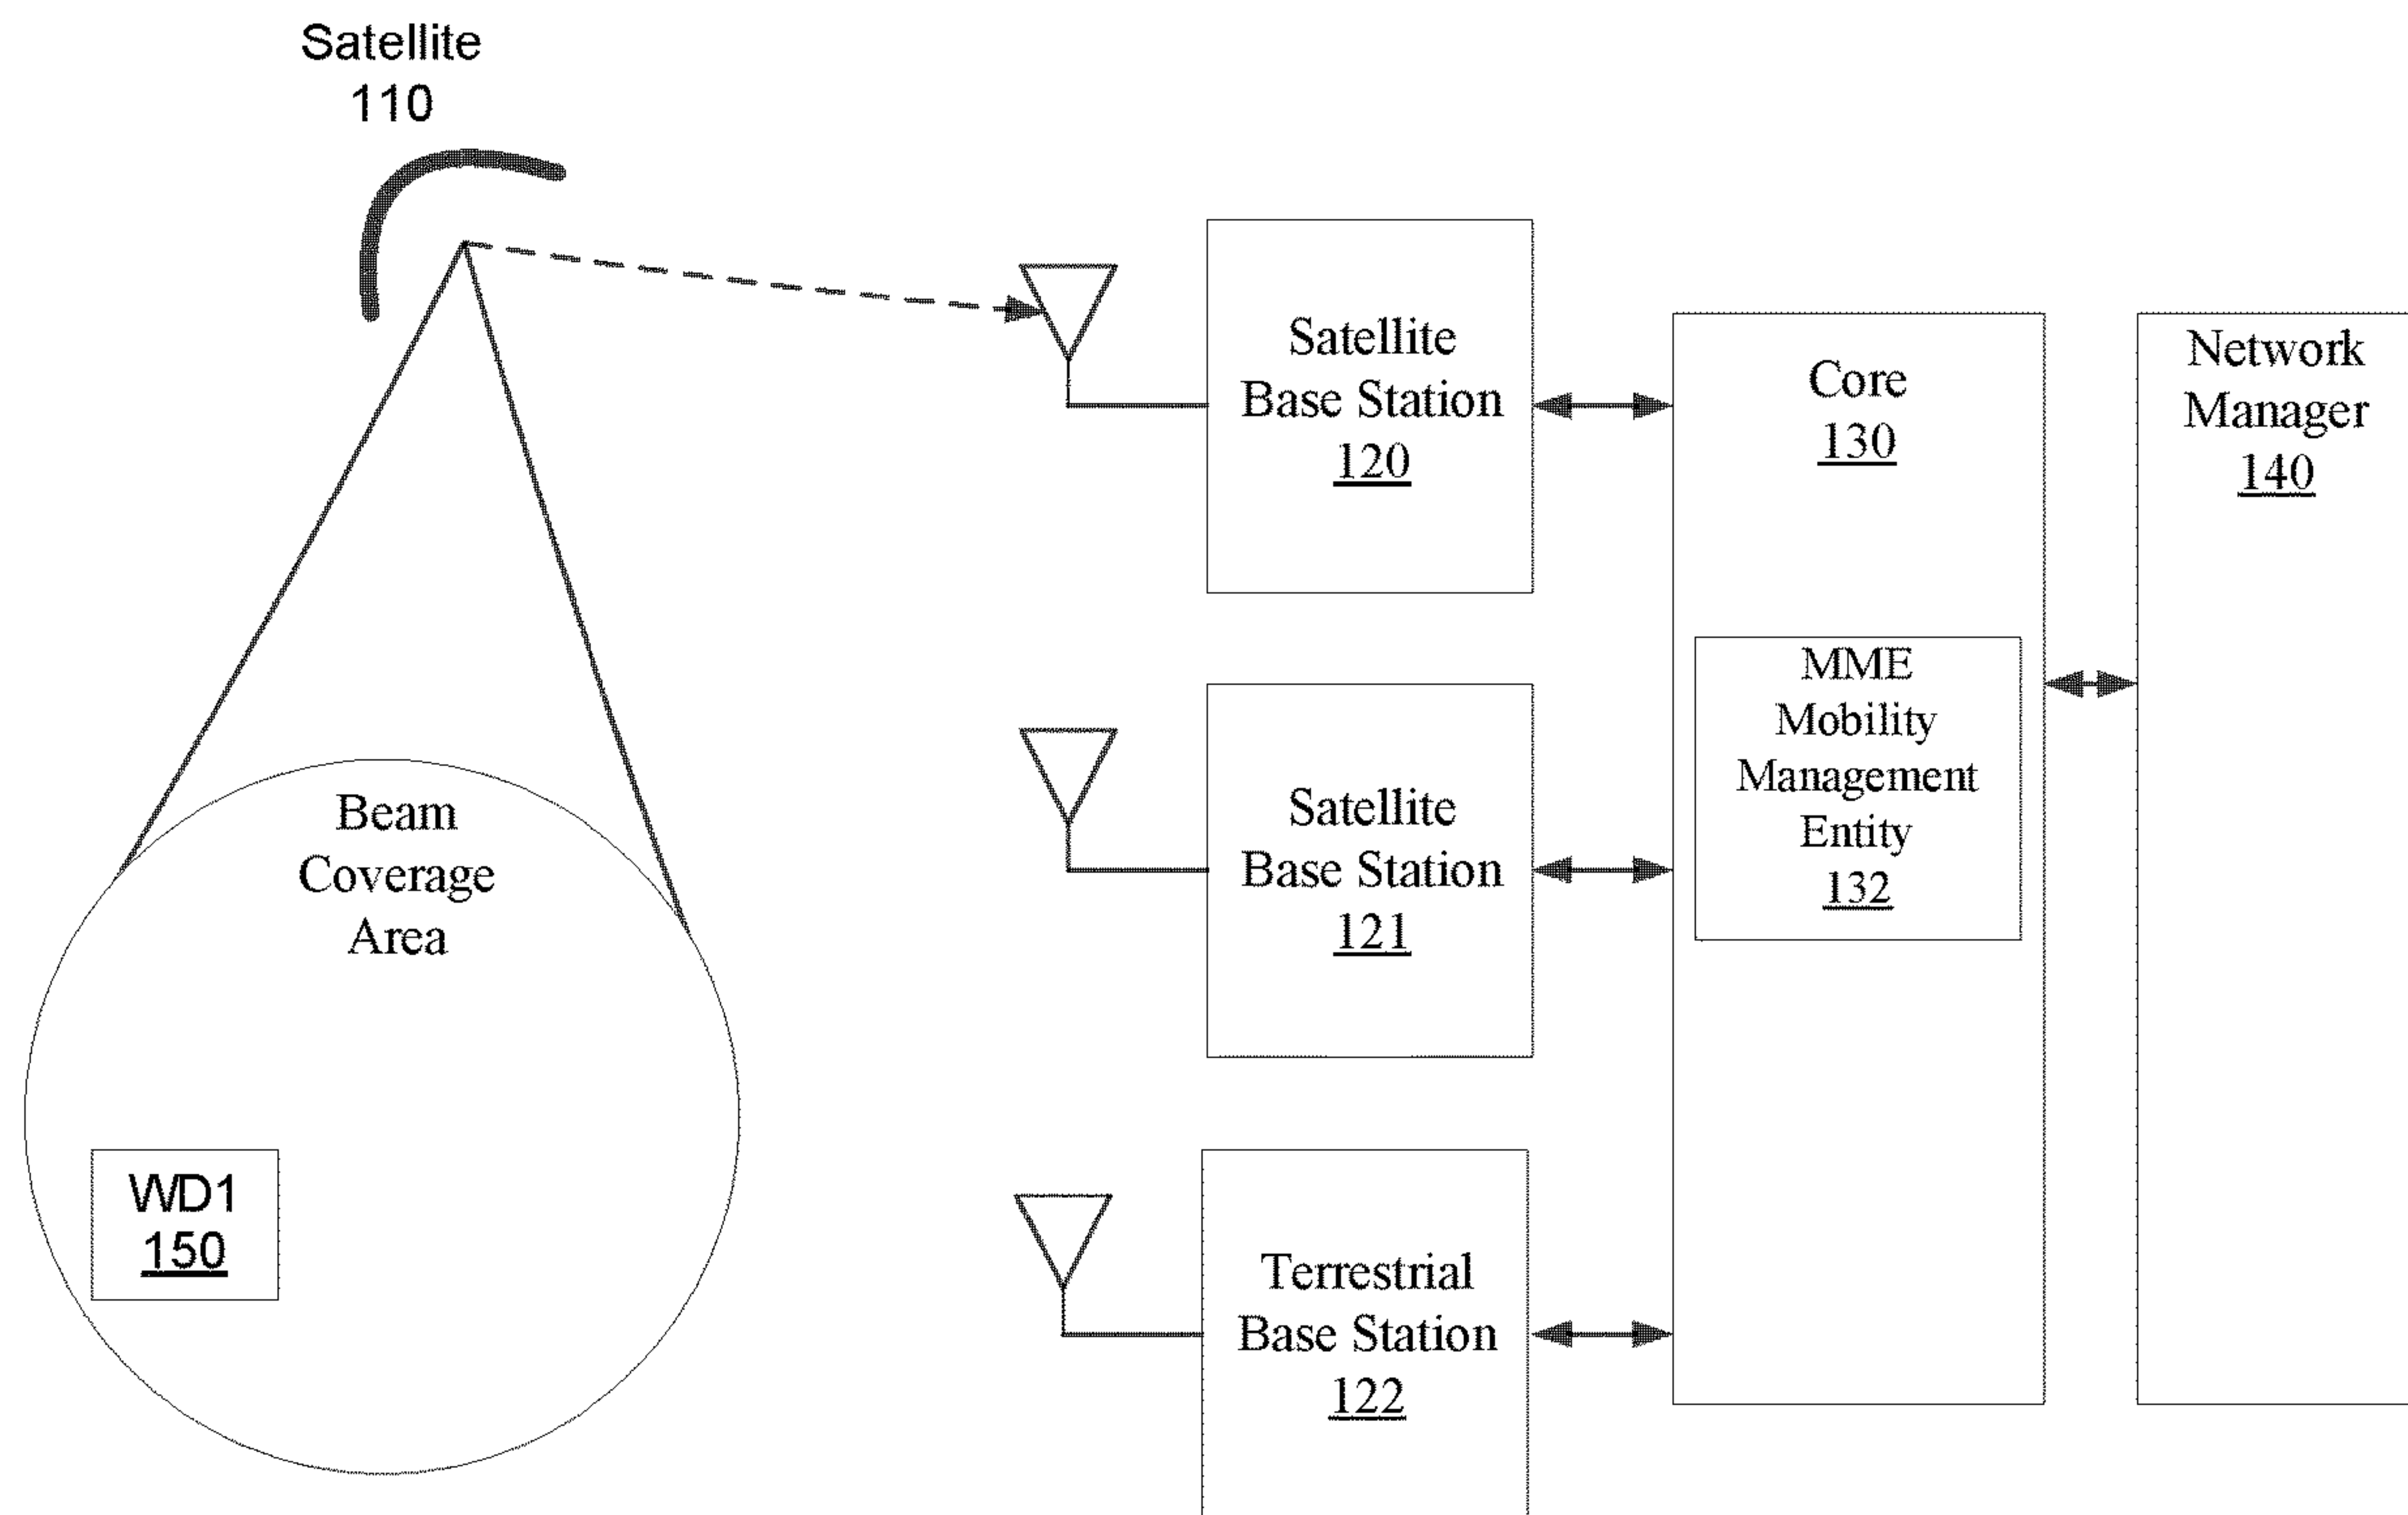 Satellite
110
Satellite
Base Station
120
Core
130
Network
Manager
140
MME
Mobility
Management
Entity
132
Beam
Coverage
Area
Satellite
Base Station
121
WD1
150
Terrestrial
Base Station
122